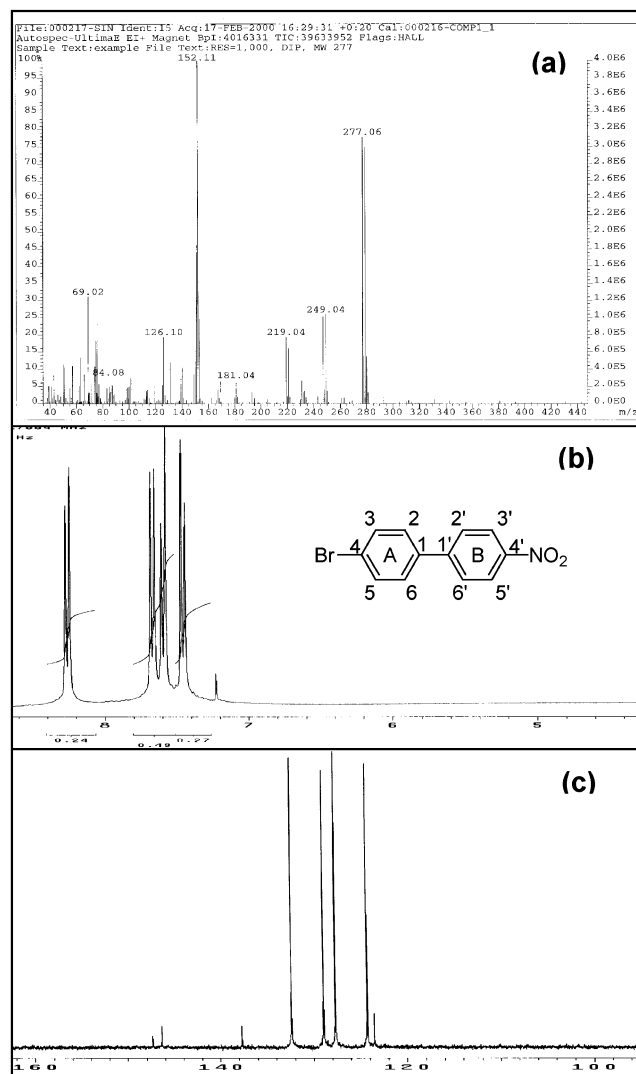 File:000217-SIN Ident:15 Acq:17-FEB-2000 16:29:31 +0:20 Cal:000216-COMP1_1
Autospec-UltimaE EI+ Magnet BpI:4016331 TIC:39633952 Flags:HALL
Sample Text:example File Text:RES=1,000, DIP, MW 277
100% 152.11 4.0E6
(a)
95 3.8E6
90 3.6E6
85 3.4E6
80 3.2E6
277.06
75 3.0E6
70 2.8E6
65 2.6E6
60 2.4E6
55 2.2E6
50 2.0E6
45 1.8E6
40 1.6E6
35 1.4E6
30 69.02 1.2E6
25 249.04 1.0E6
20 126.10 219.04 8.0E5
15 6.0E5
10 84.08 181.04 4.0E5
5 2.0E5
0 0.0E0
40 60 80 100 120 140 160 180 200 220 240 260 280 300 320 340 360 380 400 420 440 m/z
MHz
Hz
(b)
3 2 2' 3'
Br 4 A 1 1' B 4' NO2
5 6 6' 5'
8 6 5
0.24 0.49 0.27
(c)
160 140 120 100